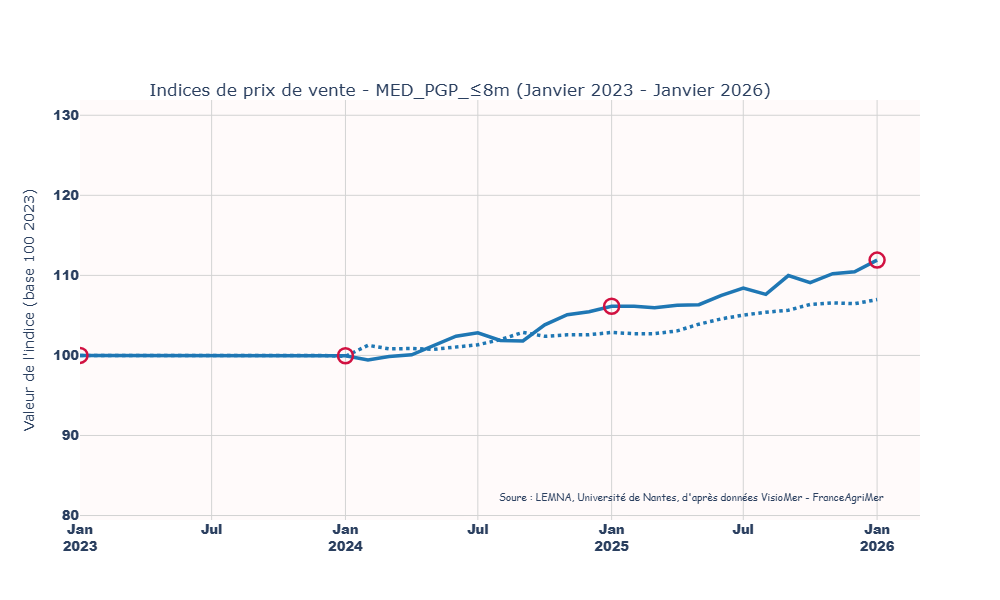 Indices de prix de vente - MED_PGP_≤8m (Janvier 2023 - Janvier 2026)
Valeur de l'indice (base 100 2023)
130
120
110
100
90
80
Soure : LEMNA, Université de Nantes, d'après données VisioMer - FranceAgriMer
Jan
2023
Jul
Jan
2024
Jul
Jan
2025
Jul
Jan
2026